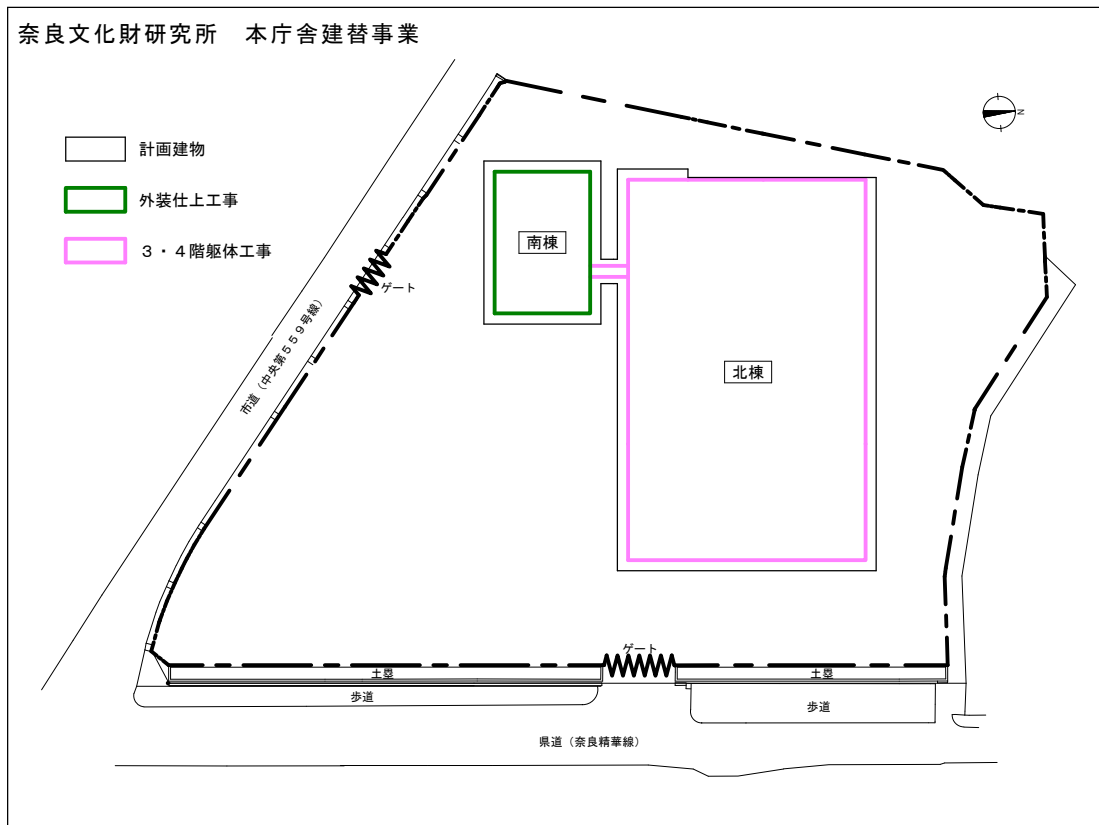 奈良文化財研究所　本庁舎建替事業
計画建物
外装仕上工事
３・４階躯体工事
N
南棟
北棟
ゲート
市道（中央第５５９号線）
ゲート
土塁
土塁
歩道
歩道
県道（奈良精華線）